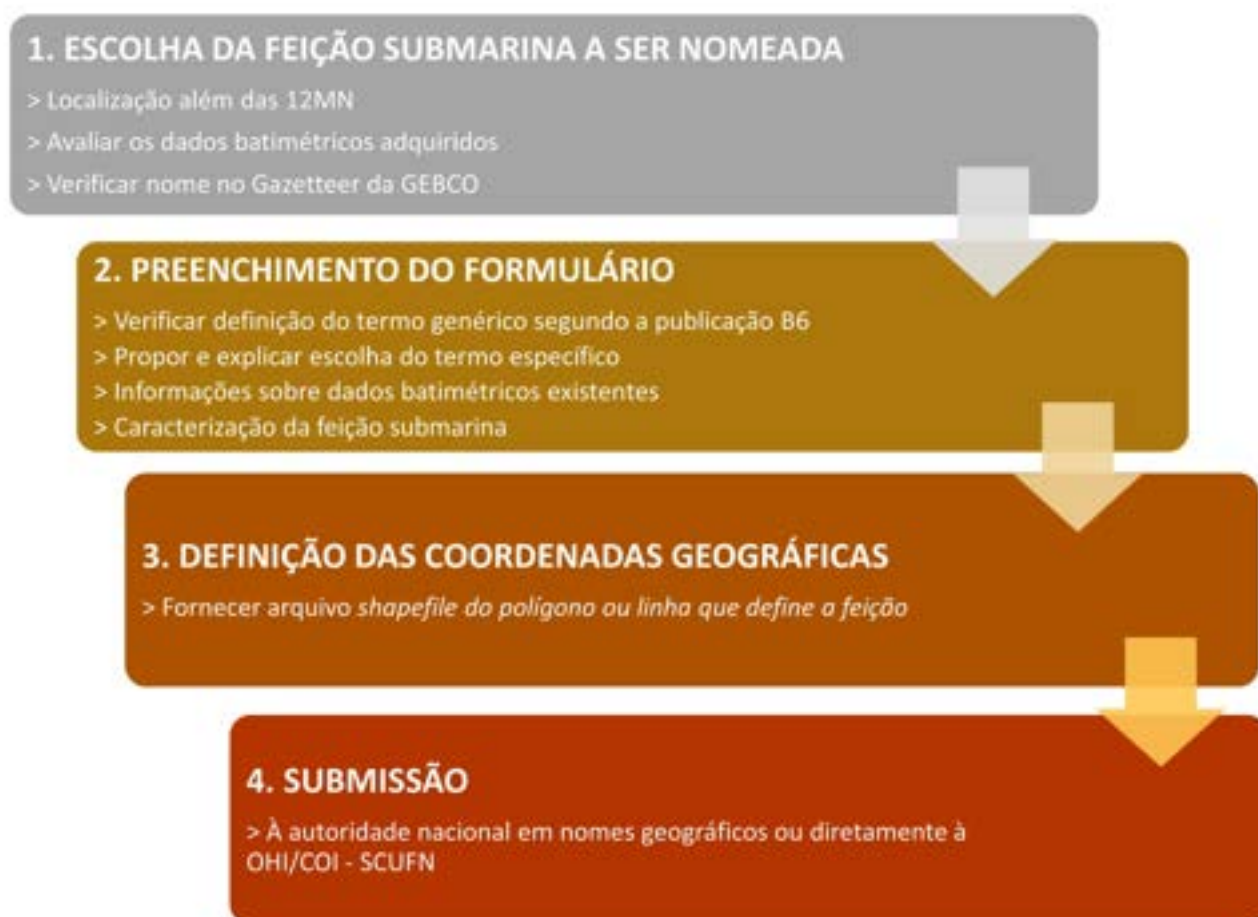 1. ESCOLHA DA FEIÇÃO SUBMARINA A SER NOMEADA
> Localização além das 12MN
> Avaliar os dados batimétricos adquiridos
> Verificar nome no Gazetteer da GEBCO
2. PREENCHIMENTO DO FORMULÁRIO
> Verificar definição do termo genérico segundo a publicação B6
> Propor e explicar escolha do termo específico
> Informações sobre dados batimétricos existentes
> Caracterização da feição submarina
3. DEFINIÇÃO DAS COORDENADAS GEOGRÁFICAS
> Fornecer arquivo shapefile do polígono ou linha que define a feição
4. SUBMISSÃO
> À autoridade nacional em nomes geográficos ou diretamente à
OHI/COI - SCUFN